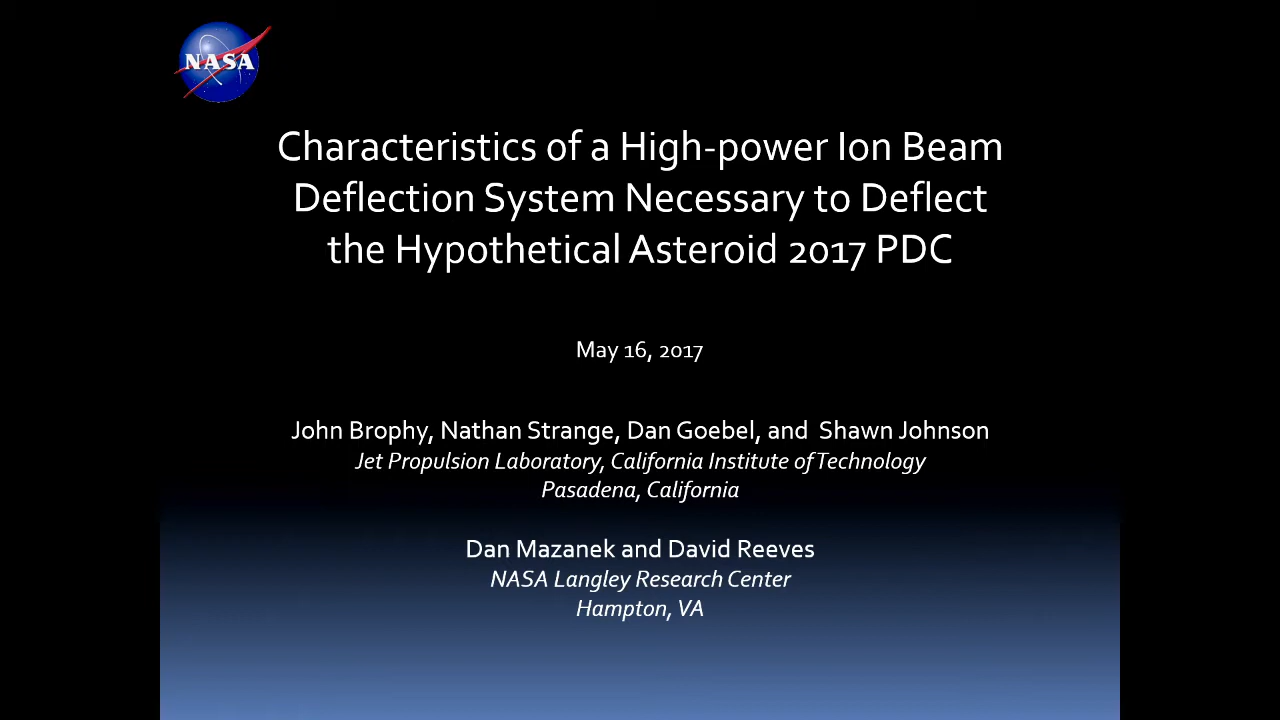 NASA
Characteristics of a High-power Ion Beam
Deflection System Necessary to Deflect
the Hypothetical Asteroid 2017 PDC
May 16, 2017
John Brophy, Nathan Strange, Dan Goebel, and Shawn Johnson
Jet Propulsion Laboratory, California Institute of Technology
Pasadena, California
Dan Mazanek and David Reeves
NASA Langley Research Center
Hampton, VA